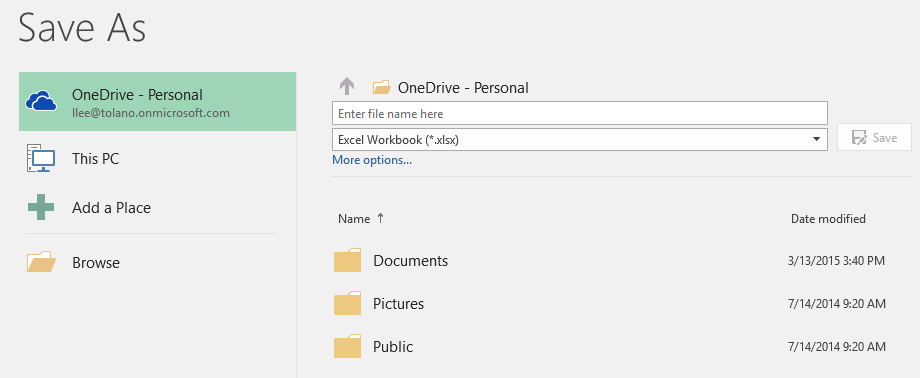 Save As
OneDrive - Personal
llee@tolano.onmicrosoft.com
This PC
Add a Place
Browse
OneDrive - Personal
Enter file name here
Excel Workbook (*.xlsx)
Save
More options...
Name ↑ Date modified
Documents 3/13/2015 3:40 PM
Pictures 7/14/2014 9:20 AM
Public 7/14/2014 9:20 AM